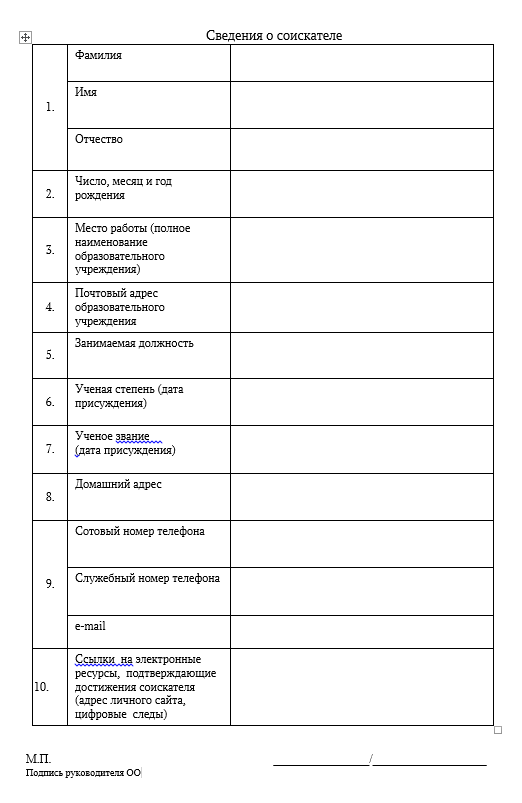 Сведения о соискателе
1.
Фамилия
Имя
Отчество
2.
Число, месяц и год
рождения
3.
Место работы (полное
наименование
образовательного
учреждения)
4.
Почтовый адрес
образовательного
учреждения
5.
Занимаемая должность
6.
Ученая степень (дата
присуждения)
7.
Ученое звание
(дата присуждения)
8.
Домашний адрес
9.
Сотовый номер телефона
Служебный номер телефона
e-mail
10.
Ссылки на электронные
ресурсы, подтверждающие
достижения соискателя
(адрес личного сайта,
цифровые следы)
М.П. ________________/___________________
Подпись руководителя ОО